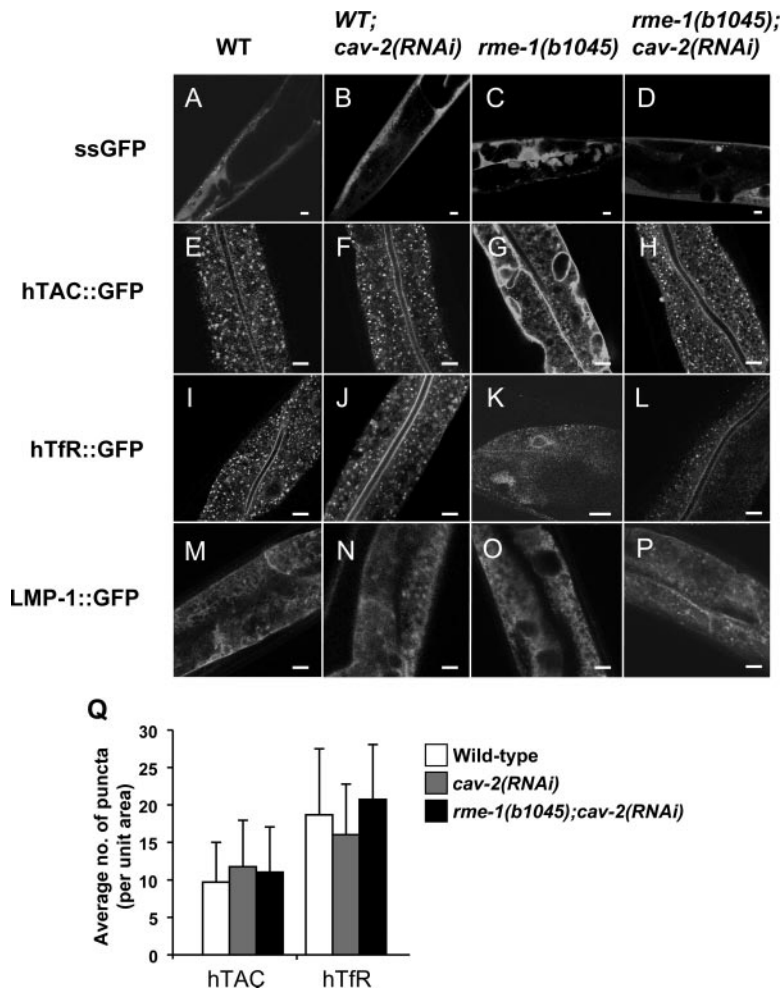 WT
WT;
cav-2(RNAi)
rme-1(b1045)
rme-1(b1045);
cav-2(RNAi)
ssGFP
A
B
C
D
hTAC::GFP
E
F
G
H
hTfR::GFP
I
J
K
L
LMP-1::GFP
M
N
O
P
Q
Average no. of puncta
(per unit area)
30
25
20
15
10
5
0
hTAC
hTfR
Wild-type
cav-2(RNAi)
rme-1(b1045);cav-2(RNAi)